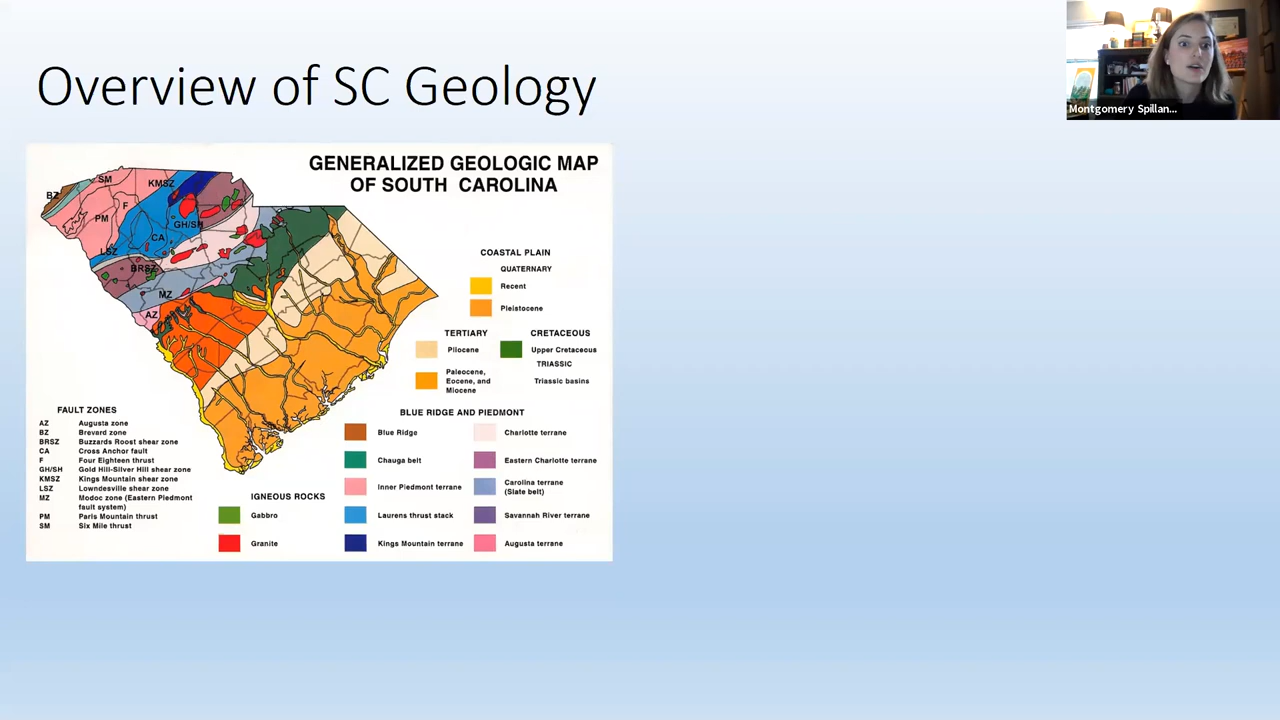 Overview of SC Geology
Montgomery Spillan...
GENERALIZED GEOLOGIC MAP
OF SOUTH CAROLINA
BZ
SM
KMSZ
F
PM
GH/SH
CA
LSZ
BRSZ
MZ
AZ
COASTAL PLAIN
QUATERNARY
Recent
Pleistocene
TERTIARY
Pliocene
Paleocene,
Eocene, and
Miocene
CRETACEOUS
Upper Cretaceous
TRIASSIC
Triassic basins
FAULT ZONES
AZ Augusta zone
BZ Brevard zone
BRSZ Buzzards Roost shear zone
CA Cross Anchor fault
F Four Eighteen thrust
GH/SH Gold Hill-Silver Hill shear zone
KMSZ Kings Mountain shear zone
LSZ Lowndesville shear zone
MZ Modoc zone (Eastern Piedmont
fault system)
PM Paris Mountain thrust
SM Six Mile thrust
IGNEOUS ROCKS
Gabbro
Granite
BLUE RIDGE AND PIEDMONT
Blue Ridge
Chauga belt
Inner Piedmont terrane
Laurens thrust stack
Kings Mountain terrane
Charlotte terrane
Eastern Charlotte terrane
Carolina terrane
(Slate belt)
Savannah River terrane
Augusta terrane